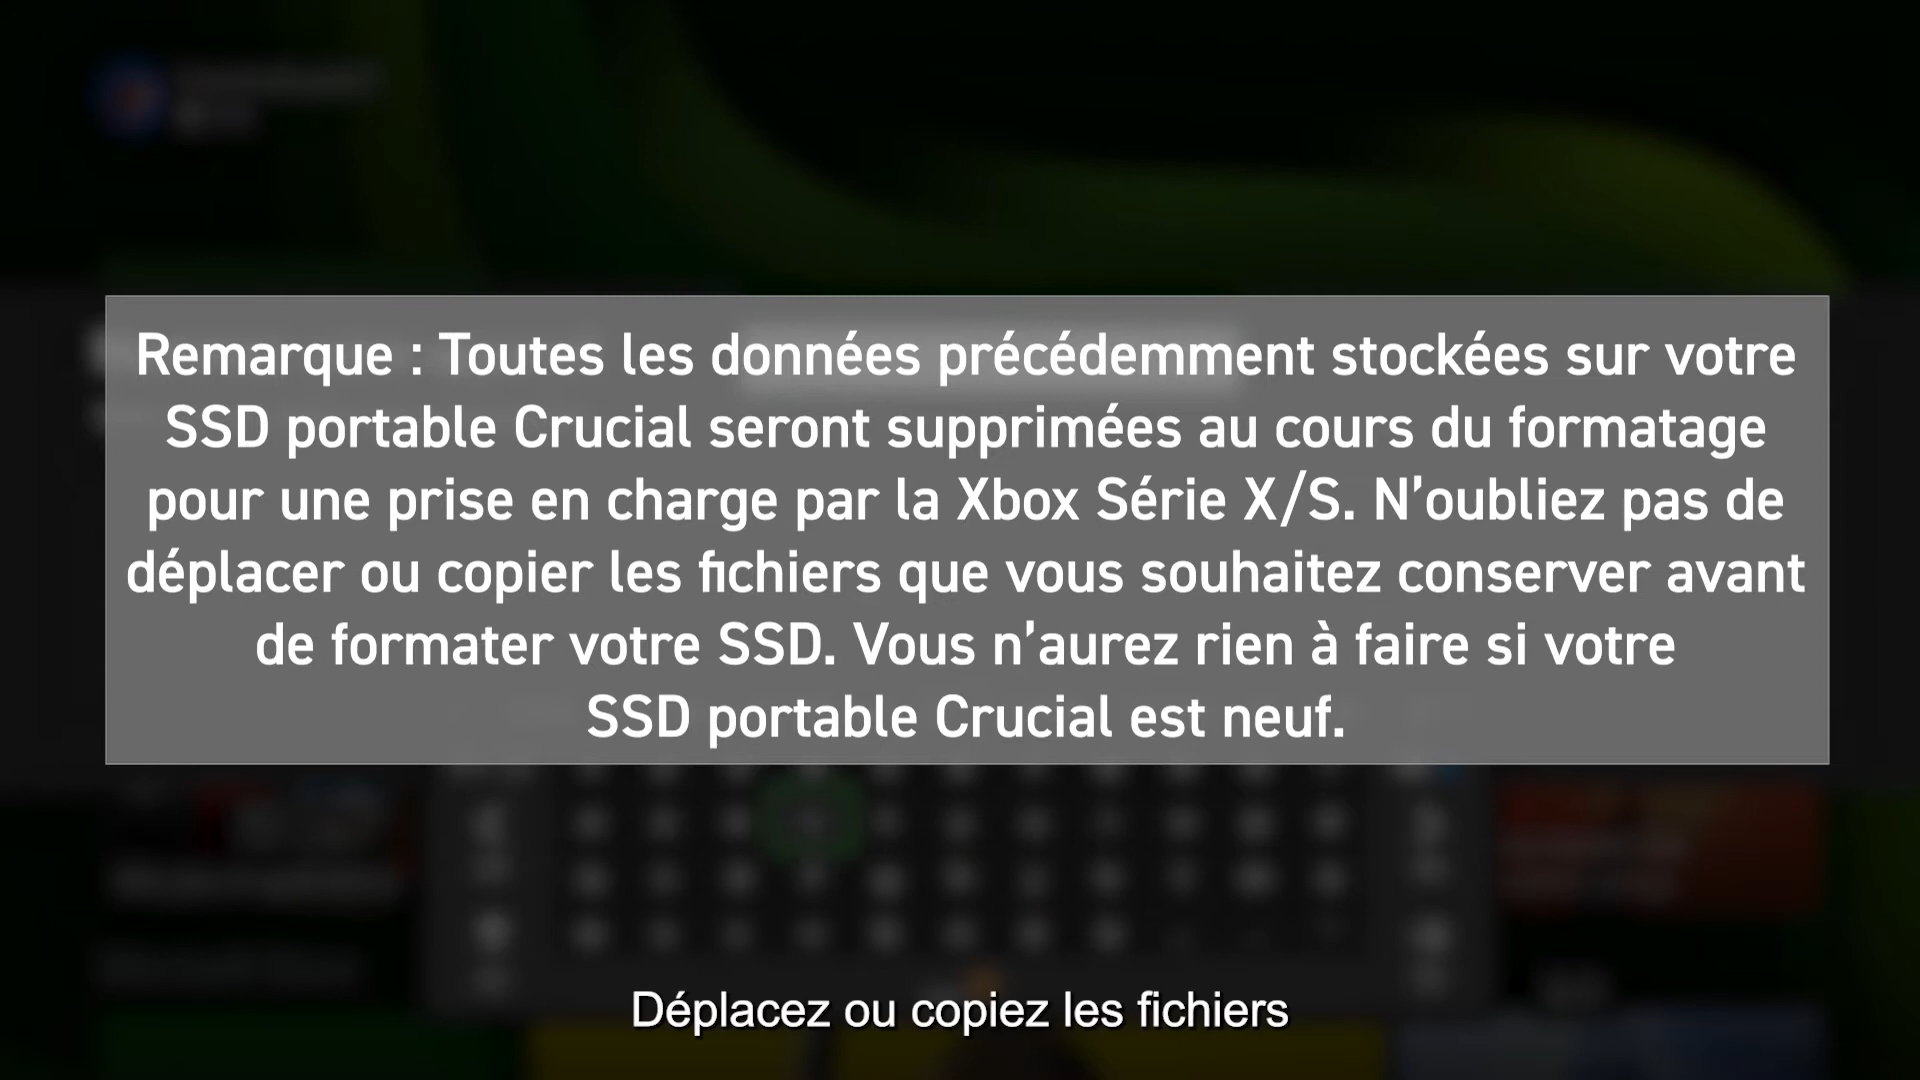 Remarque : Toutes les données précédemment stockées sur votre
SSD portable Crucial seront supprimées au cours du formatage
pour une prise en charge par la Xbox Série X/S. N’oubliez pas de
déplacer ou copier les fichiers que vous souhaitez conserver avant
de formater votre SSD. Vous n’aurez rien à faire si votre
SSD portable Crucial est neuf.
Déplacez ou copiez les fichiers